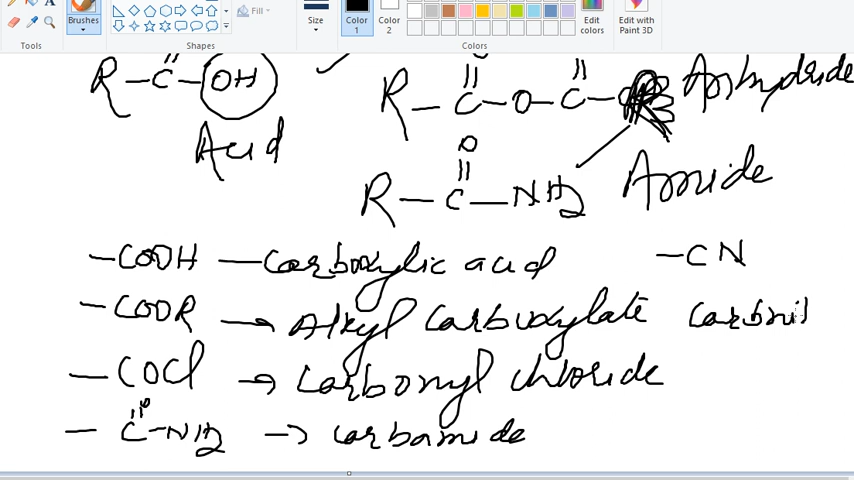 Brushes
Fill
Size
Color 1
Color 2
Edit colors
Edit with Paint 3D
Tools
Shapes
Colors
R-C-OH
R-C-O-C-
Anhydride
Acid
O
R-C-NH2
Amide
-COOH - Carboxylic acid
-CN
-COOR → Alkyl carboxylate
carbni
-COCl → Carbonyl chloride
O
-C-NH2 → carbamide